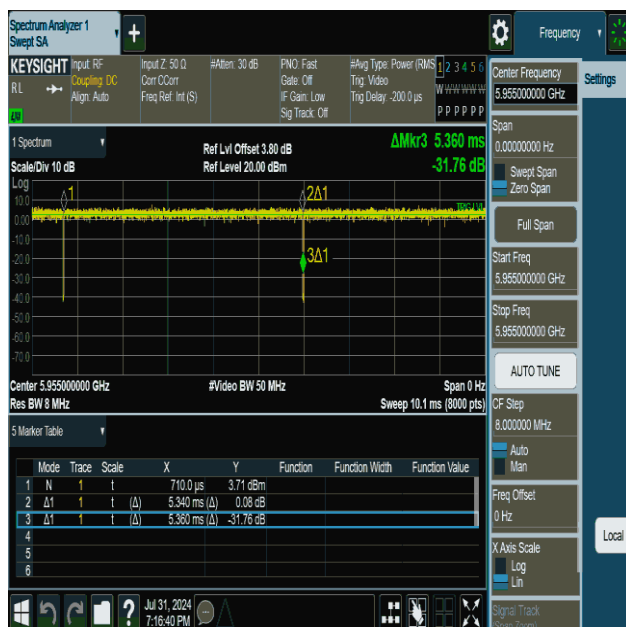 Spectrum Analyzer 1
Swept SA
Frequency
KEYSIGHT
RL
Input: RF
Coupling: DC
Align: Auto
Input Z: 50 Ω
Corr CCorr
Freq Ref: Int (S)
#Atten: 30 dB
PNO: Fast
Gate: Off
IF Gain: Low
Sig Track: Off
#Avg Type: Power (RMS
Trig: Video
Trig Delay: -200.0 µs
1 2 3 4 5 6
W W W W W W
P P P P P P
1 Spectrum
Scale/Div 10 dB
Ref Lvl Offset 3.80 dB
Ref Level 20.00 dBm
ΔMkr3 5.360 ms
-31.76 dB
Log
10.0
0.00
-10.0
-20.0
-30.0
-40.0
-50.0
-60.0
-70.0
1
2Δ1
3Δ1
TRIG LVL
Center 5.955000000 GHz
#Video BW 50 MHz
Span 0 Hz
Res BW 8 MHz
Sweep 10.1 ms (8000 pts)
5 Marker Table
Mode Trace Scale X Y Function Function Width Function Value
1 N 1 t 710.0 µs 3.71 dBm
2 Δ1 1 t (Δ) 5.340 ms (Δ) 0.08 dB
3 Δ1 1 t (Δ) 5.360 ms (Δ) -31.76 dB
4
5
6
Jul 31, 2024
7:16:40 PM
Center Frequency
5.955000000 GHz
Settings
Span
0.00000000 Hz
Swept Span
Zero Span
Full Span
Start Freq
5.955000000 GHz
Stop Freq
5.955000000 GHz
AUTO TUNE
CF Step
8.000000 MHz
Auto
Man
Freq Offset
0 Hz
Local
X Axis Scale
Log
Lin
Signal Track
(Span Zoom)